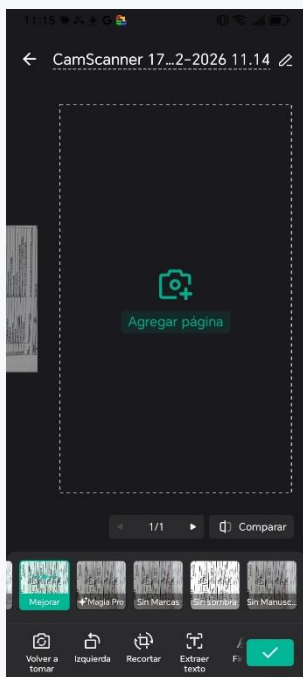 11:15
CamScanner 17...2-2026 11.14
Agregar página
1/1
Comparar
Mejorar
Magia Pro
Sin Marcas
Sin sombra
Sin Manusc...
Volver a tomar
Izquierda
Recortar
Extraer texto